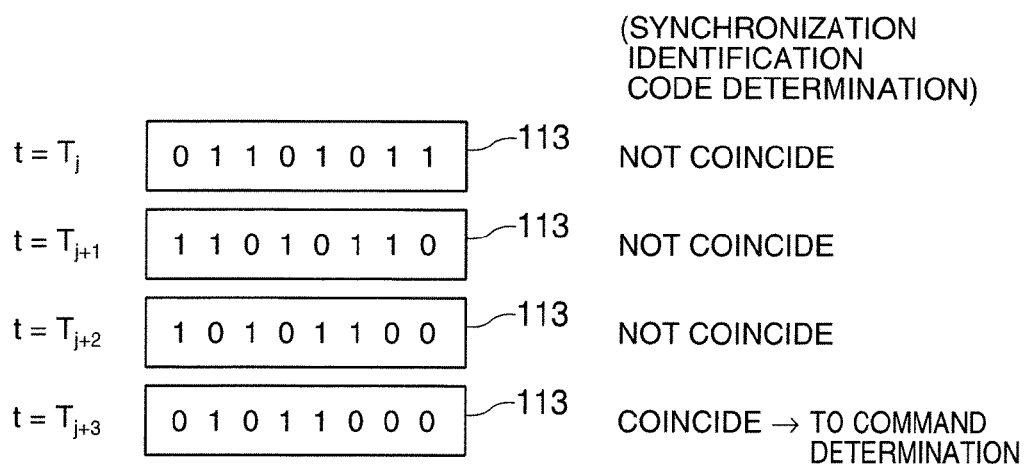 (SYNCHRONIZATION
IDENTIFICATION
CODE DETERMINATION)
t = Tj 0 1 1 0 1 0 1 1 113 NOT COINCIDE
t = Tj+1 1 1 0 1 0 1 1 0 113 NOT COINCIDE
t = Tj+2 1 0 1 0 1 1 0 0 113 NOT COINCIDE
t = Tj+3 0 1 0 1 1 0 0 0 113 COINCIDE → TO COMMAND
DETERMINATION